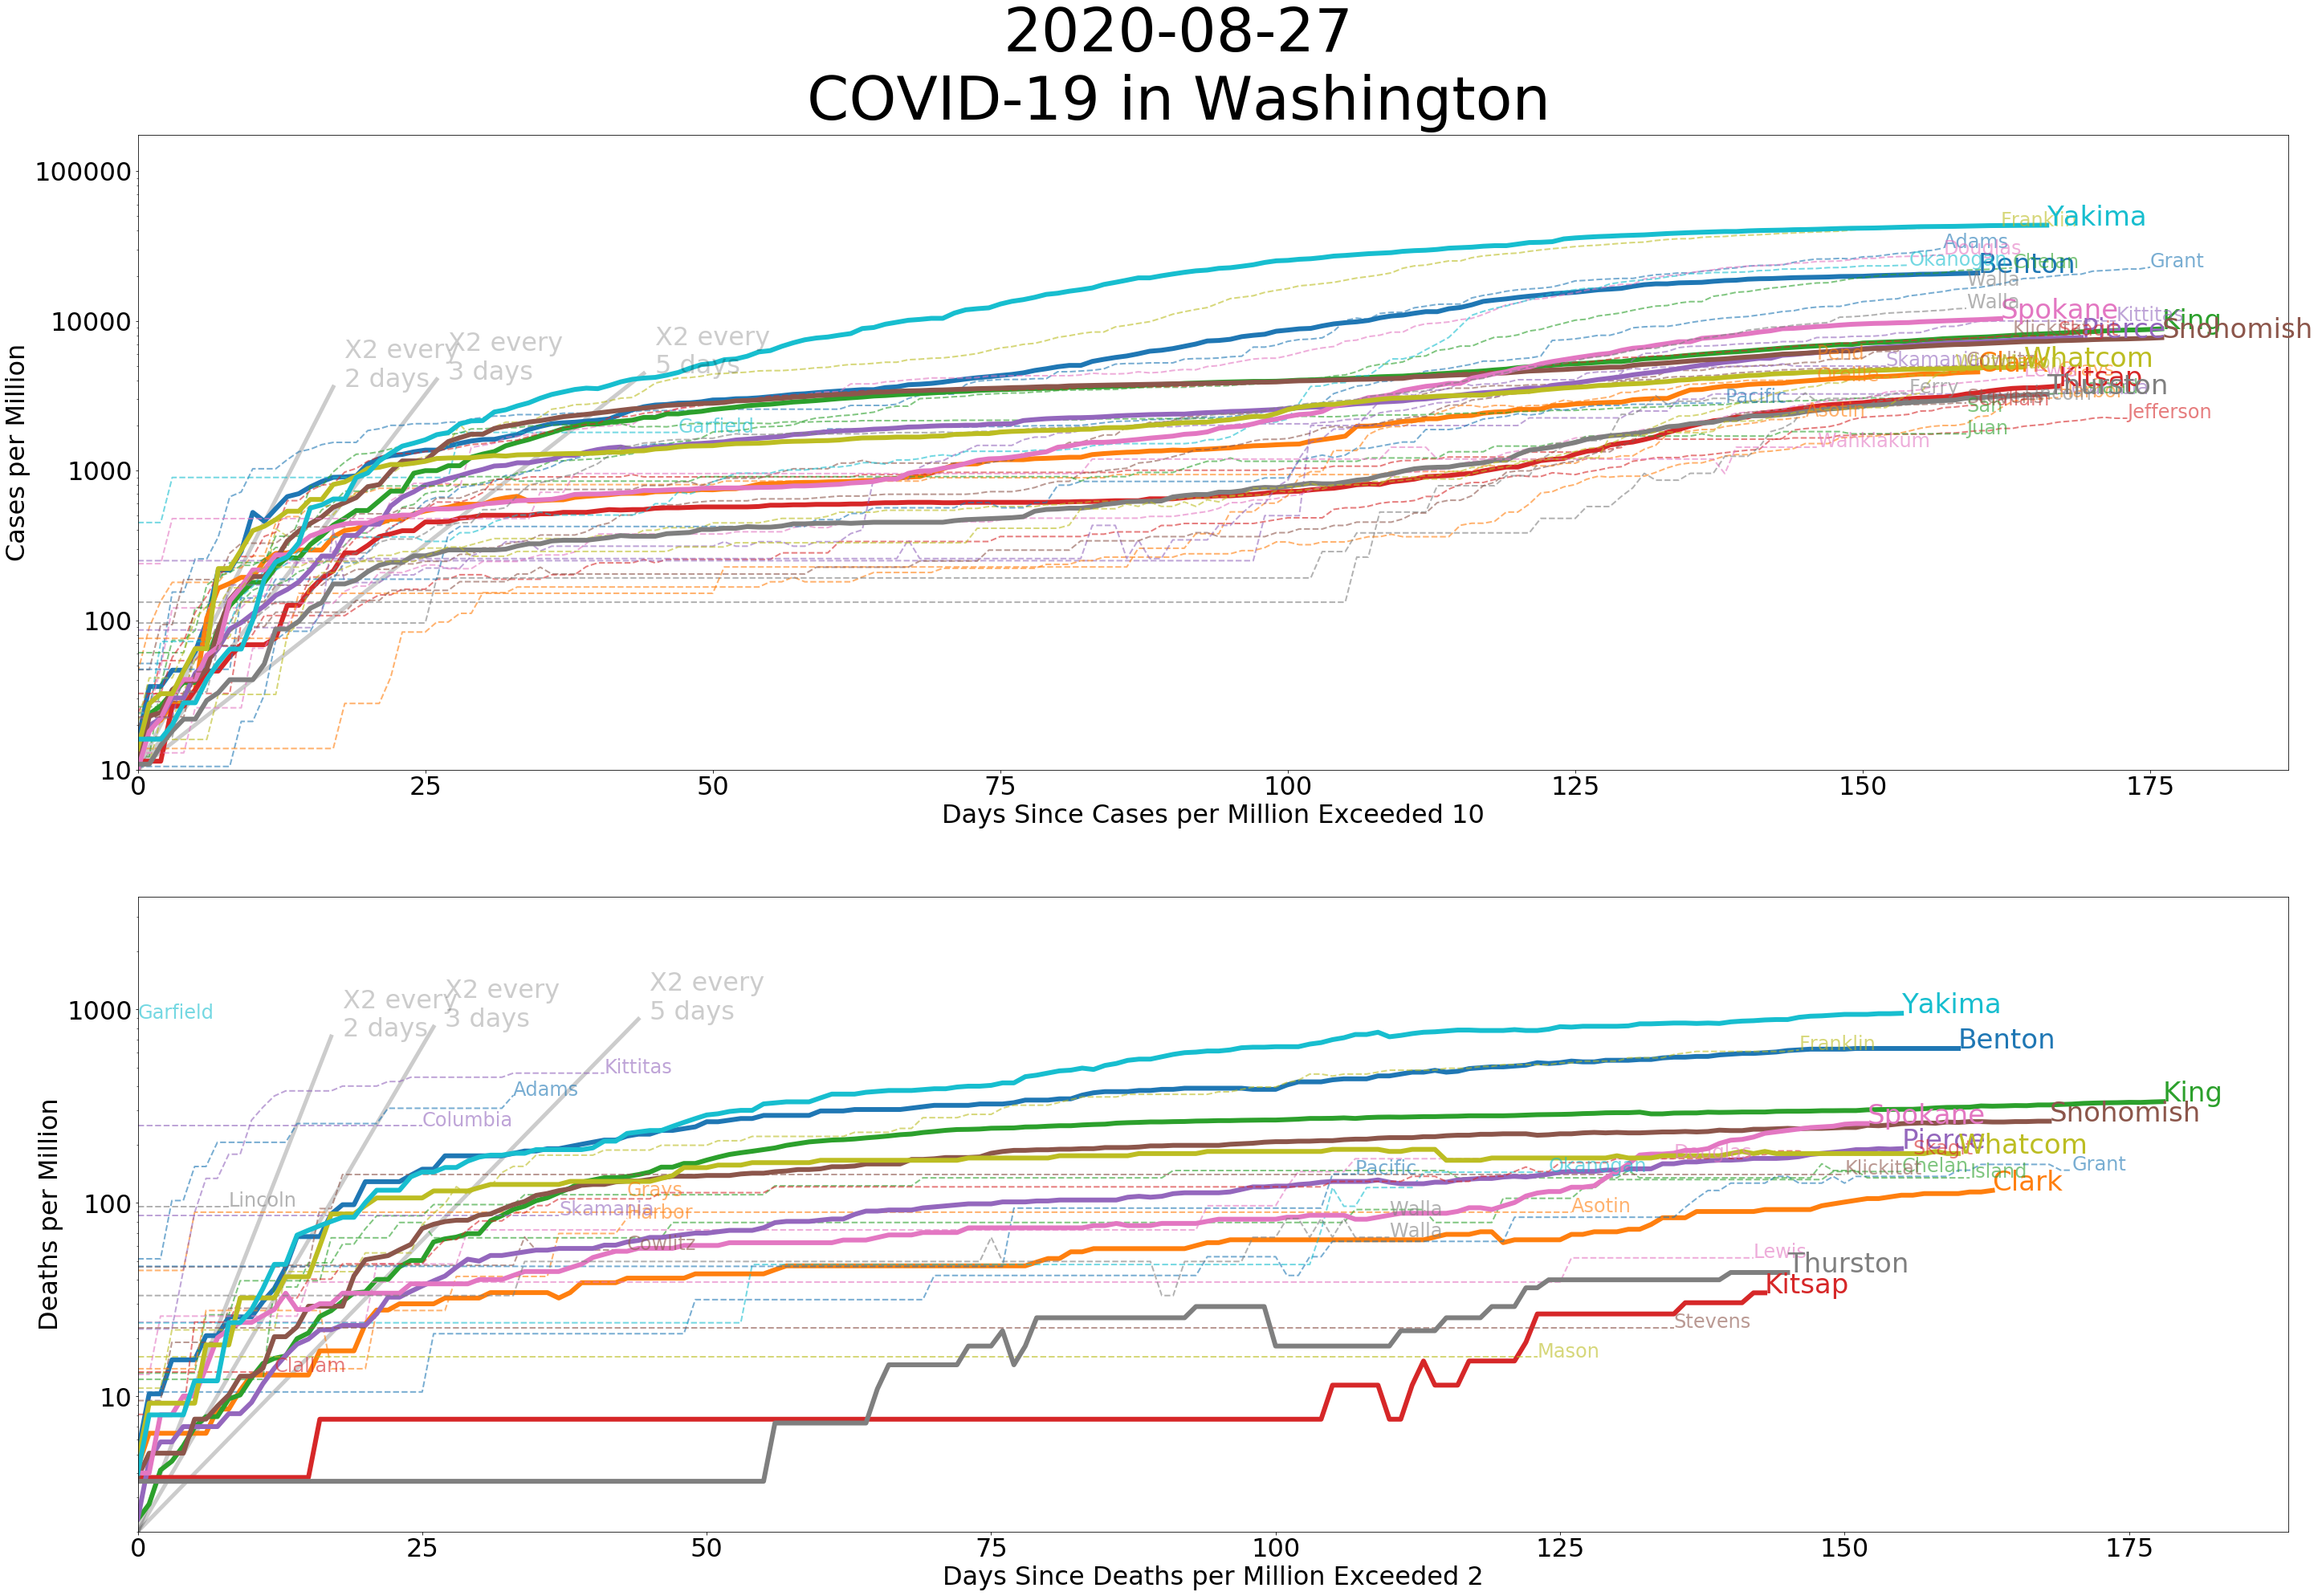 2020-08-27
COVID-19 in Washington
100000
10000
1000
100
10
Cases per Million
X2 every
2 days
X2 every
3 days
X2 every
5 days
Garfield
Franklin
Yakima
Adams
Douglas
Okanogan
Chelan
Benton
Grant
Walla
Walla
Spokane
Kittitas
King
Klickitat
Pierce
Snohomish
Skamania
Clark
Whatcom
Lewis
Kitsap
Thurston
Ferry
Pacific
Clallam
San
Juan
Asotin
Jefferson
Wahkiakum
0
25
50
75
100
125
150
175
Days Since Cases per Million Exceeded 10
1000
100
10
Deaths per Million
Garfield
X2 every
2 days
X2 every
3 days
X2 every
5 days
Kittitas
Adams
Columbia
Lincoln
Grays
Harbor
Skamania
Cowlitz
Clallam
Yakima
Franklin
Benton
King
Spokane
Snohomish
Pierce
Whatcom
Skagit
Douglas
Pacific
Okanogan
Klickitat
Chelan
Island
Grant
Clark
Asotin
Walla
Walla
Lewis
Thurston
Kitsap
Stevens
Mason
0
25
50
75
100
125
150
175
Days Since Deaths per Million Exceeded 2